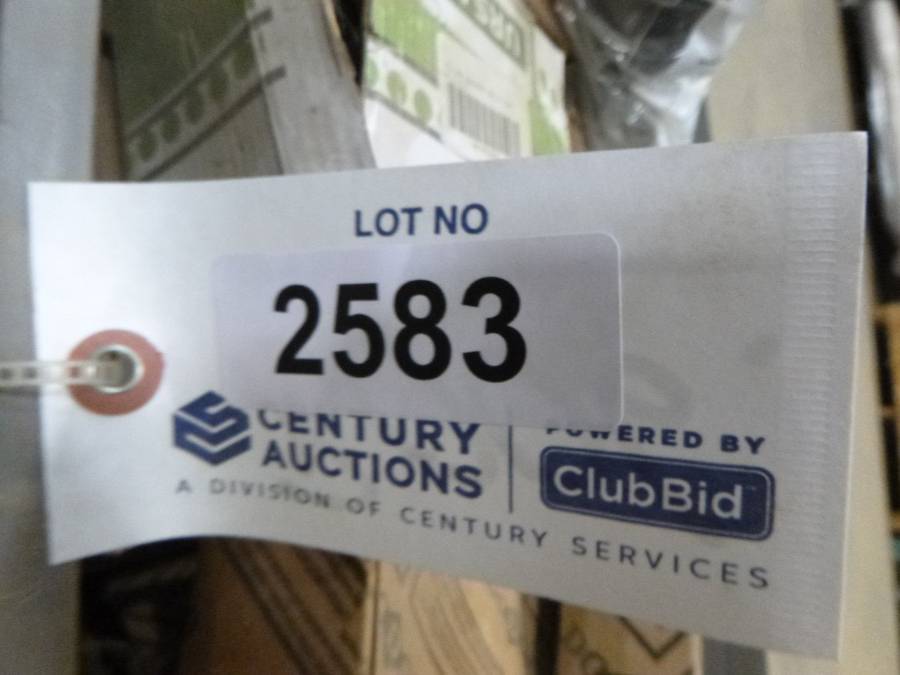 LOT NO
2583
CENTURY
AUCTIONS
POWERED BY
ClubBid
A DIVISION OF CENTURY SERVICES